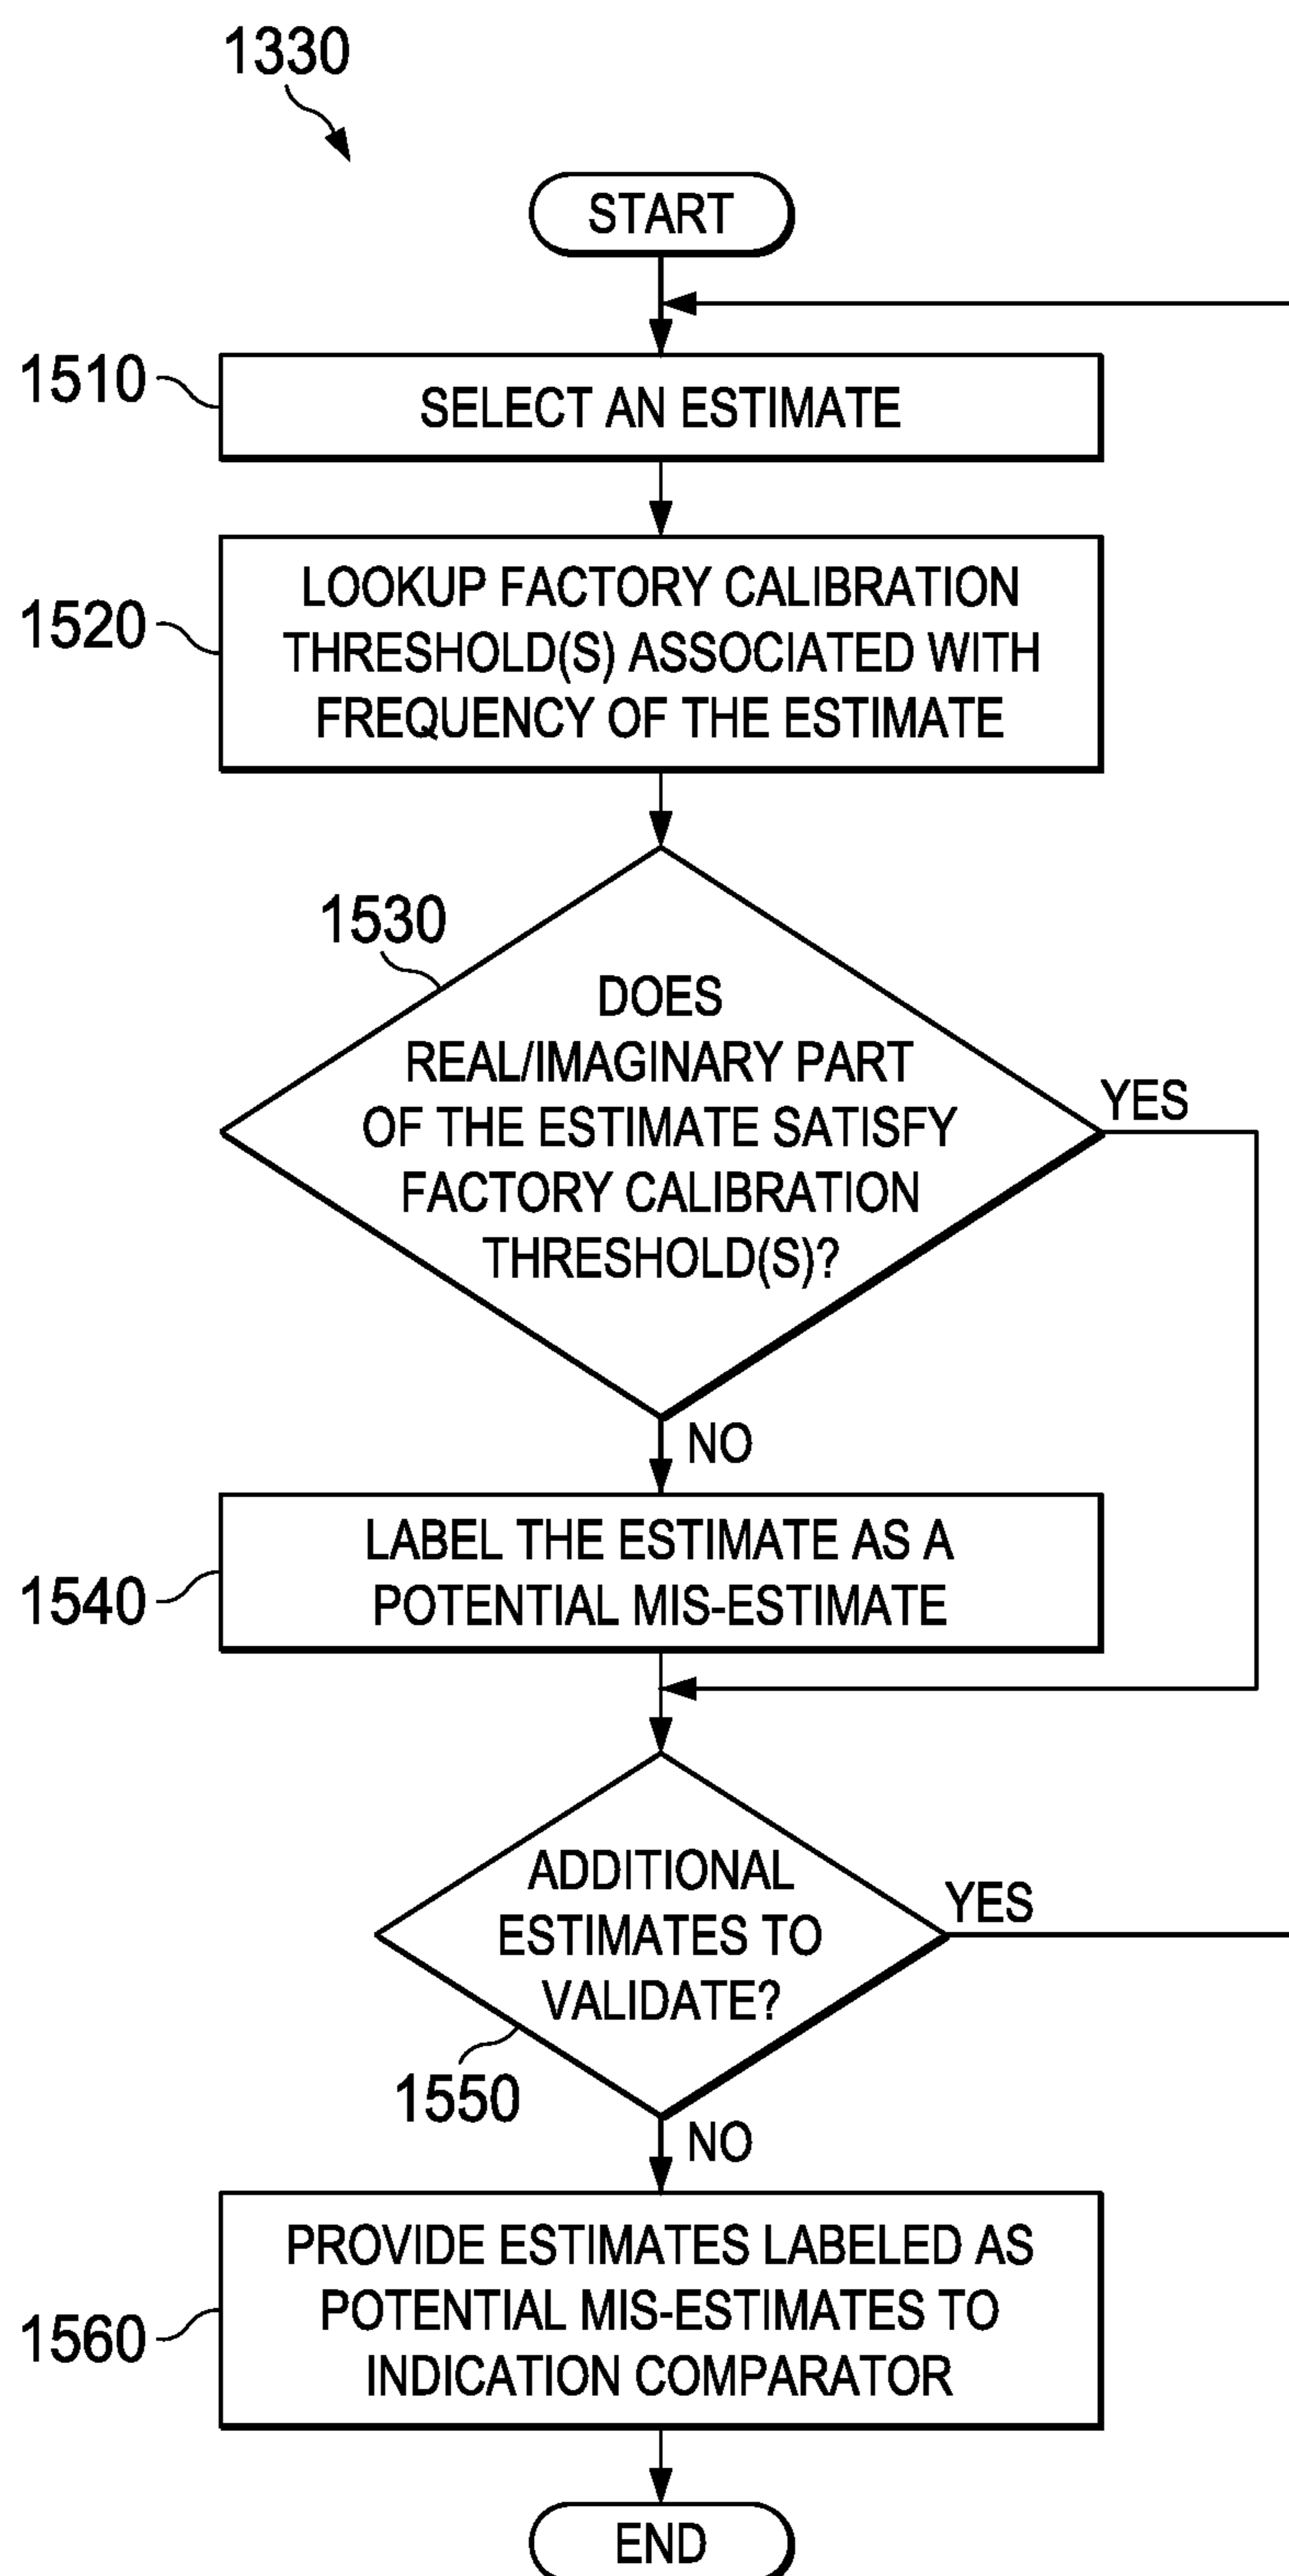 1330
START
1510
SELECT AN ESTIMATE
1520
LOOKUP FACTORY CALIBRATION
THRESHOLD(S) ASSOCIATED WITH
FREQUENCY OF THE ESTIMATE
1530
DOES
REAL/IMAGINARY PART
OF THE ESTIMATE SATISFY
FACTORY CALIBRATION
THRESHOLD(S)?
YES
NO
1540
LABEL THE ESTIMATE AS A
POTENTIAL MIS-ESTIMATE
ADDITIONAL
ESTIMATES TO
VALIDATE?
YES
1550
NO
1560
PROVIDE ESTIMATES LABELED AS
POTENTIAL MIS-ESTIMATES TO
INDICATION COMPARATOR
END